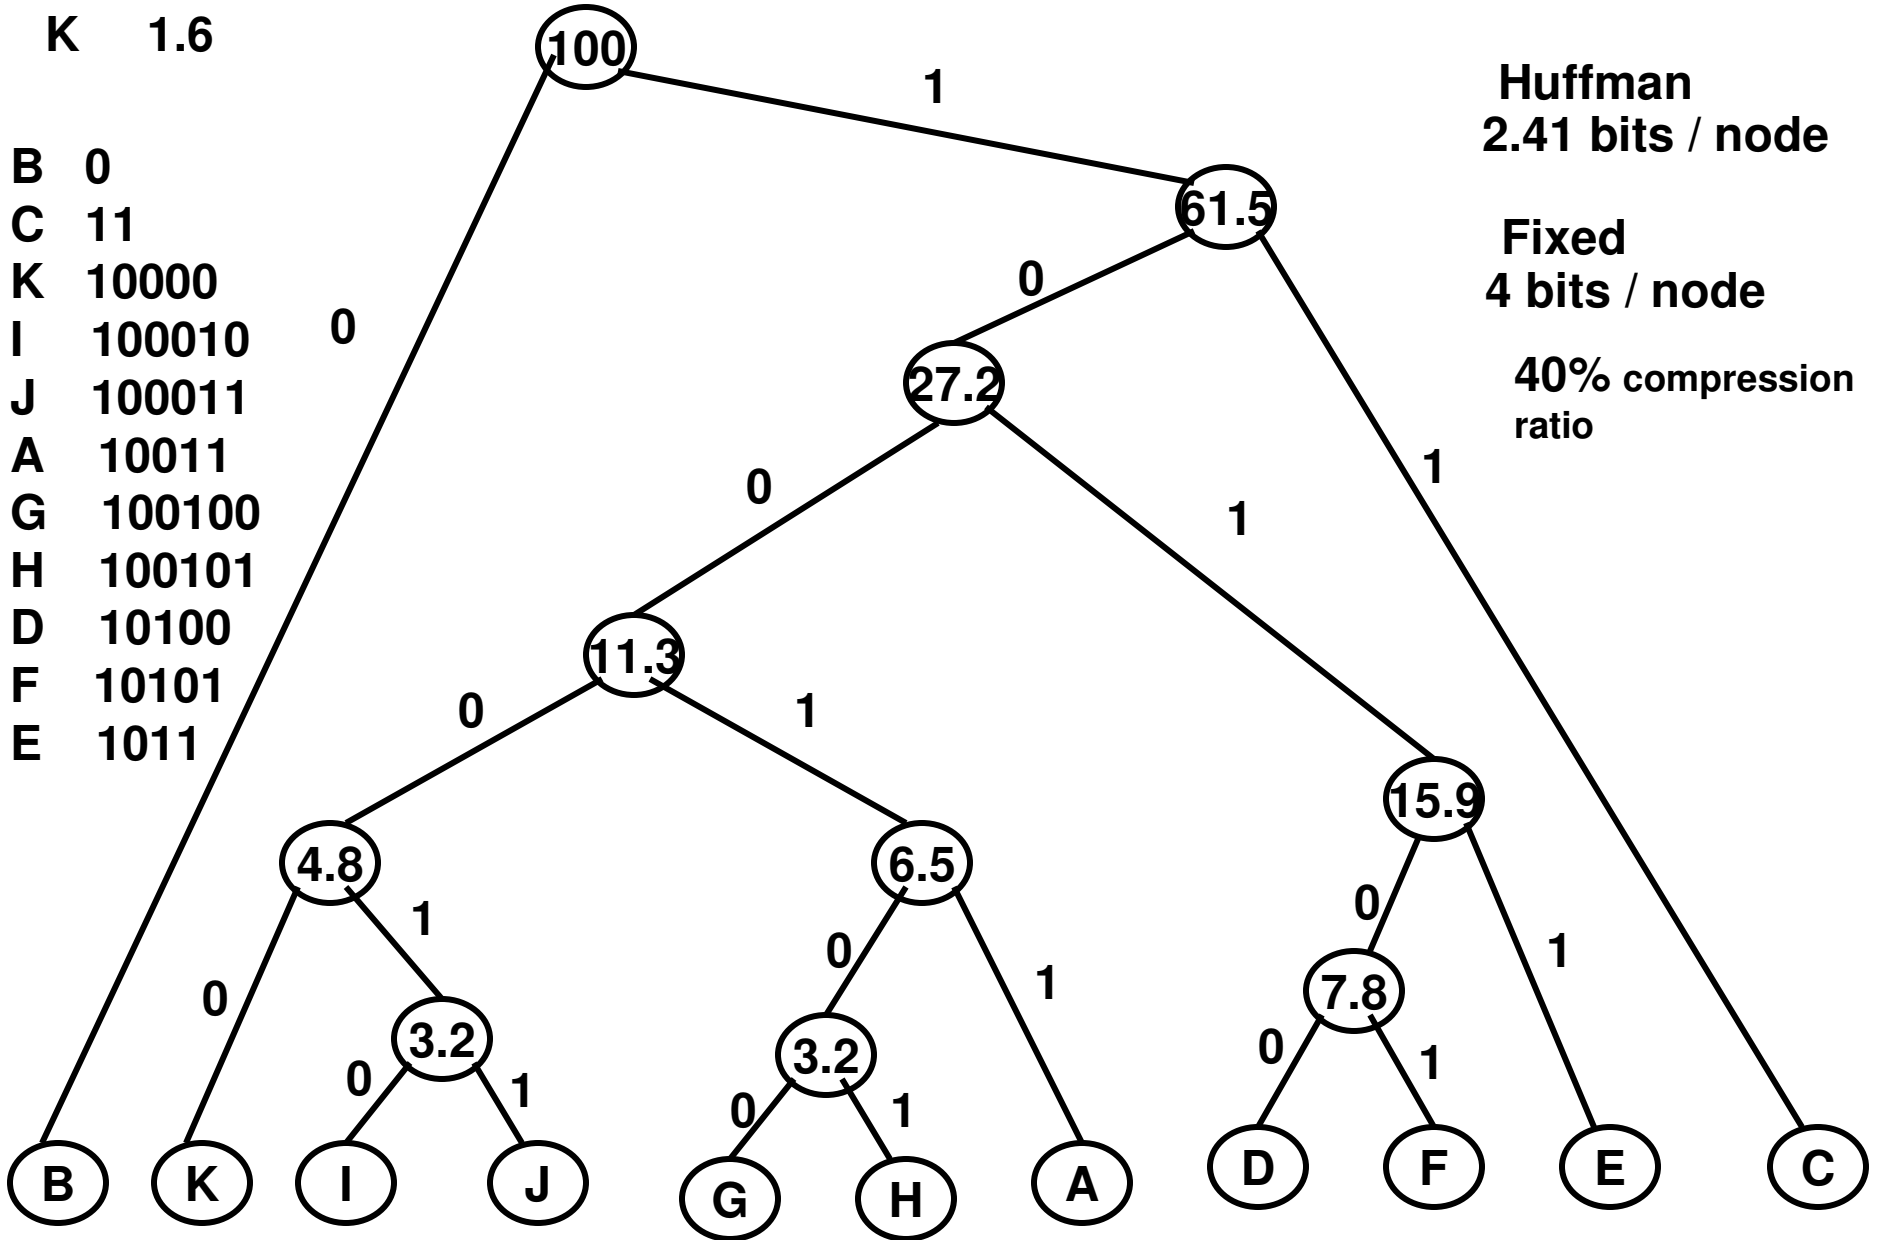 K 1.6
B 0
C 11
K 10000
I 100010
J 100011
A 10011
G 100100
H 100101
D 10100
F 10101
E 1011
Huffman
2.41 bits / node
Fixed
4 bits / node
40% compression
ratio
100
1
61.5
0
0
27.2
1
0
1
11.3
0
1
15.9
4.8
6.5
0
1
0
1
0
1
7.8
3.2
3.2
0
1
0
1
0
1
B
K
I
J
G
H
A
D
F
E
C